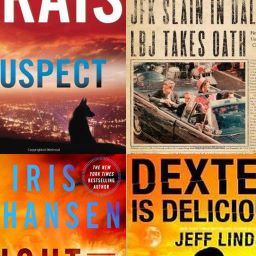 RAIS
USPECT
JFK SLAIN IN DAL
LBJ TAKES OATH
THE NEW YORK TIMES
BESTSELLING
AUTHOR
IRIS
HANSEN
IGHT
DEXTE
IS DELICIO
JEFF LIND